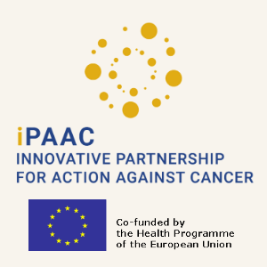 iPAAC
INNOVATIVE PARTNERSHIP
FOR ACTION AGAINST CANCER
Co-funded by
the Health Programme
of the European Union